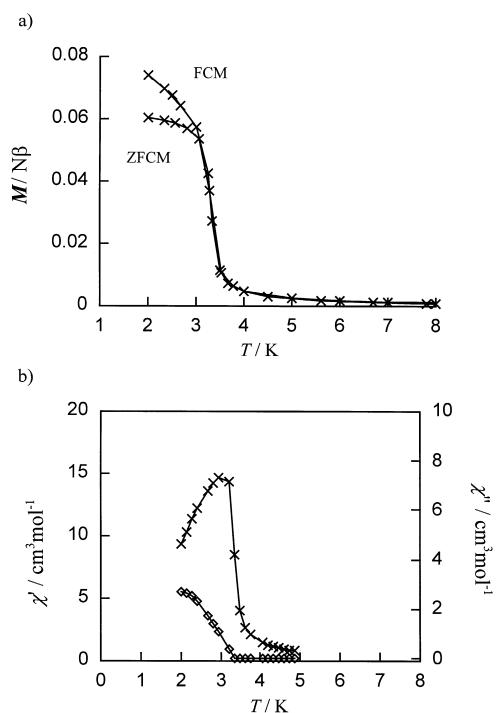 a)
0.08
0.06
0.04
0.02
0
M / Nβ
FCM
ZFCM
1 2 3 4 5 6 7 8
T / K
b)
20
15
10
5
0
χ' / cm³mol⁻¹
10
8
6
4
2
0
χ'' / cm³mol⁻¹
0 1 2 3 4 5 6 7 8
T / K